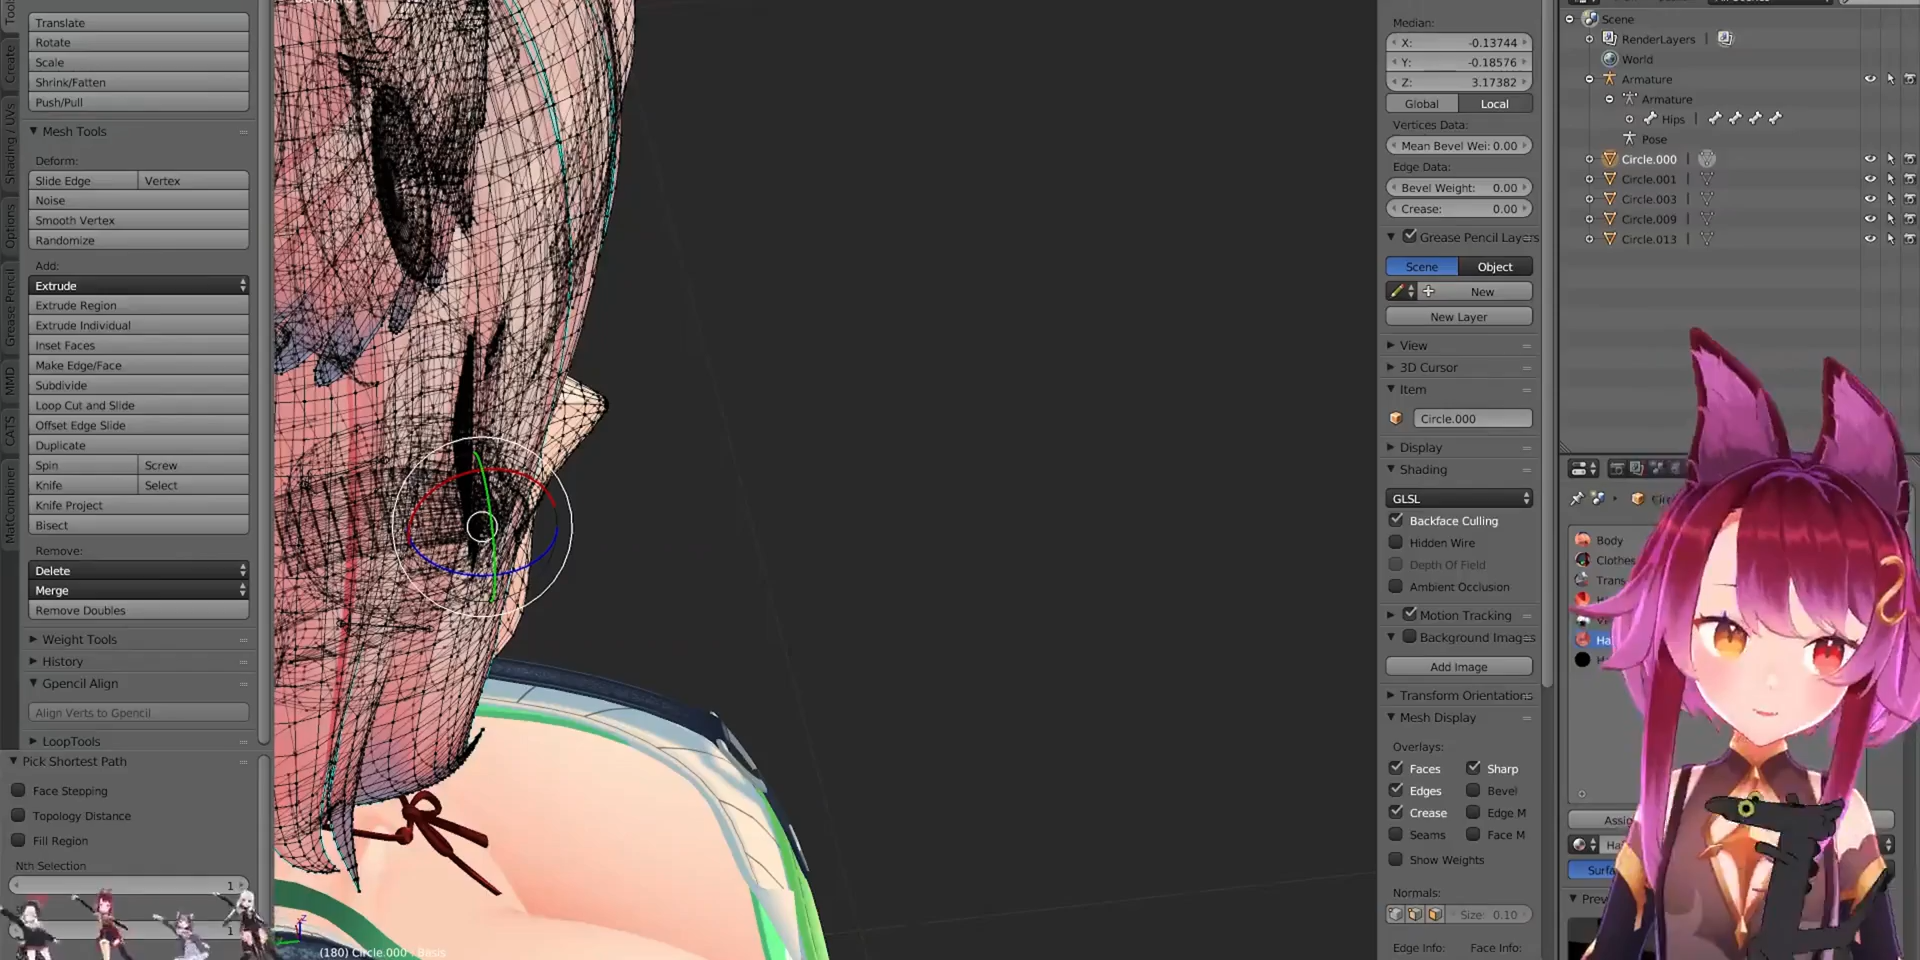 Translate
Rotate
Scale
Shrink/Fatten
Push/Pull
Mesh Tools
Deform:
Slide Edge
Vertex
Noise
Smooth Vertex
Randomize
Add:
Extrude
Extrude Region
Extrude Individual
Inset Faces
Make Edge/Face
Subdivide
Loop Cut and Slide
Offset Edge Slide
Duplicate
Spin
Screw
Knife
Select
Knife Project
Bisect
Remove:
Delete
Merge
Remove Doubles
Weight Tools
History
Gpencil Align
Align Verts to Gpencil
LoopTools
Pick Shortest Path
Face Stepping
Topology Distance
Fill Region
Nth Selection
1
1
Create
Shading / UVs
Options
Grease Pencil
MMD
CATS
MatCombiner
(180) Circle.000 : Basis
Median:
X: -0.13744
Y: -0.18576
Z: 3.17382
Global
Local
Vertices Data:
Mean Bevel Wei: 0.00
Edge Data:
Bevel Weight: 0.00
Crease: 0.00
Grease Pencil Layers
Scene
Object
New
New Layer
View
3D Cursor
Item
Circle.000
Display
Shading
GLSL
Backface Culling
Hidden Wire
Depth Of Field
Ambient Occlusion
Motion Tracking
Background Images
Add Image
Transform Orientations
Mesh Display
Overlays:
Faces
Sharp
Edges
Bevel
Crease
Edge M
Seams
Face M
Show Weights
Normals:
Size: 0.10
Edge Info:
Face Info:
Scene
RenderLayers
World
Armature
Armature
Hips
Pose
Circle.000
Circle.001
Circle.003
Circle.009
Circle.013
Body
Clothes
Trans
Ha
Assig
Ha
Surfa
Prev